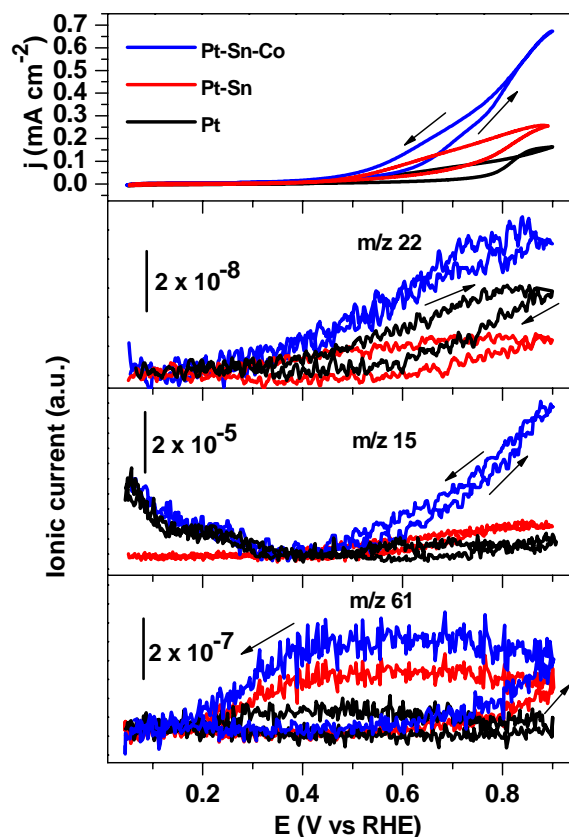 j (mA cm⁻²)
0.7
0.6
0.5
0.4
0.3
0.2
0.1
0.0
Pt-Sn-Co
Pt-Sn
Pt
Ionic current (a.u.)
m/z 22
2 x 10⁻⁸
2 x 10⁻⁵
m/z 15
m/z 61
2 x 10⁻⁷
0.2 0.4 0.6 0.8
E (V vs RHE)